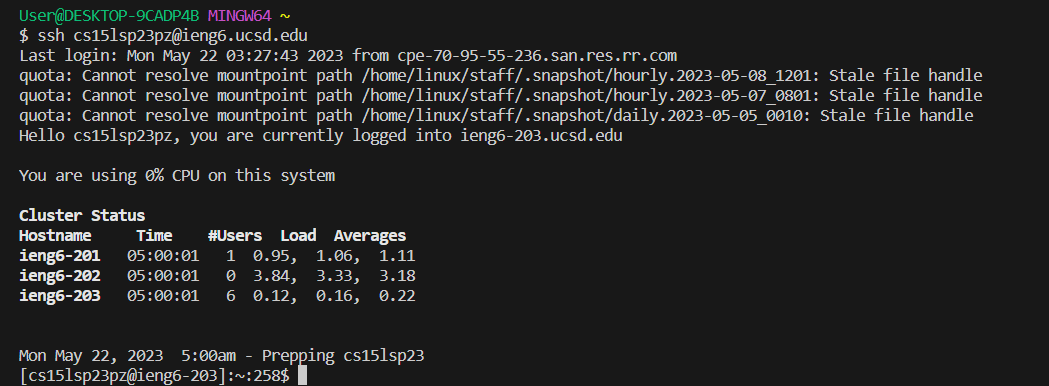 User@DESKTOP-9CADP4B MINGW64 ~
$ ssh cs15lsp23pz@ieng6.ucsd.edu
Last login: Mon May 22 03:27:43 2023 from cpe-70-95-55-236.san.res.rr.com
quota: Cannot resolve mountpoint path /home/linux/staff/.snapshot/hourly.2023-05-08_1201: Stale file handle
quota: Cannot resolve mountpoint path /home/linux/staff/.snapshot/hourly.2023-05-07_0801: Stale file handle
quota: Cannot resolve mountpoint path /home/linux/staff/.snapshot/daily.2023-05-05_0010: Stale file handle
Hello cs15lsp23pz, you are currently logged into ieng6-203.ucsd.edu
You are using 0% CPU on this system
Cluster Status
Hostname     Time    #Users  Load  Averages
ieng6-201   05:00:01   1  0.95,  1.06,  1.11
ieng6-202   05:00:01   0  3.84,  3.33,  3.18
ieng6-203   05:00:01   6  0.12,  0.16,  0.22
Mon May 22, 2023  5:00am - Prepping cs15lsp23
[cs15lsp23pz@ieng6-203]:~:258$